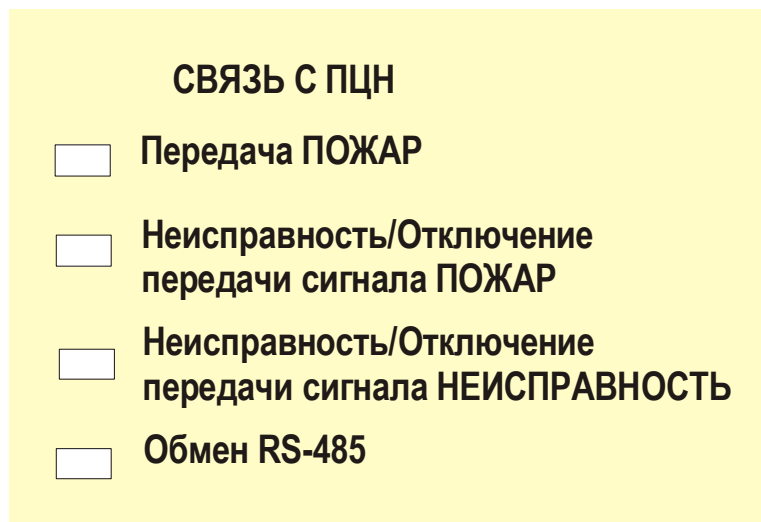 СВЯЗЬ С ПЦН
Передача ПОЖАР
Неисправность/Отключение
передачи сигнала ПОЖАР
Неисправность/Отключение
передачи сигнала НЕИСПРАВНОСТЬ
Обмен RS-485